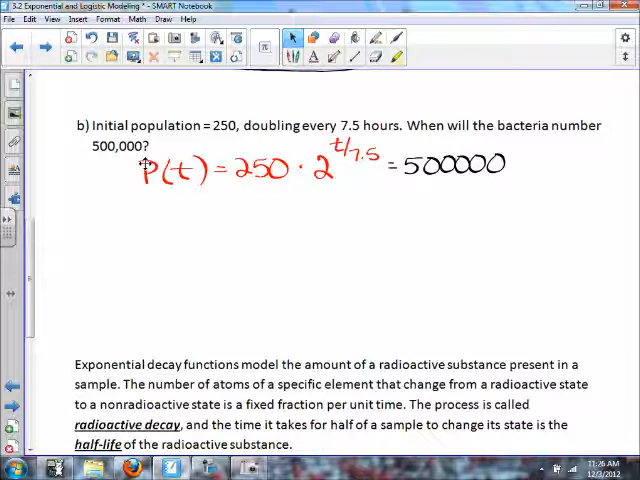 3.2 Exponential and Logistic Modeling * - SMART Notebook
File Edit View Insert Format Tools Math Draw Help
b) Initial population = 250, doubling every 7.5 hours. When will the bacteria number
500,000?
P(t) = 250 · 2^{t/7.5} = 500000
Exponential decay functions model the amount of a radioactive substance present in a
sample. The number of atoms of a specific element that change from a radioactive state
to a nonradioactive state is a fixed fraction per unit time. The process is called
radioactive decay, and the time it takes for half of a sample to change its state is the
half-life of the radioactive substance.
11:26 AM
12/3/2012